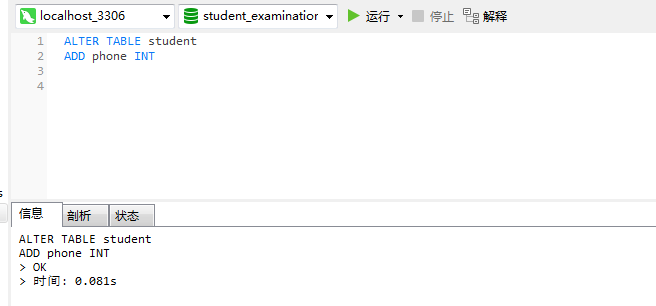 localhost_3306
student_examination
运行
停止
解释
1 ALTER TABLE student
2 ADD phone INT
3
4
s
信息
剖析
状态
ALTER TABLE student
ADD phone INT
> OK
> 时间: 0.081s